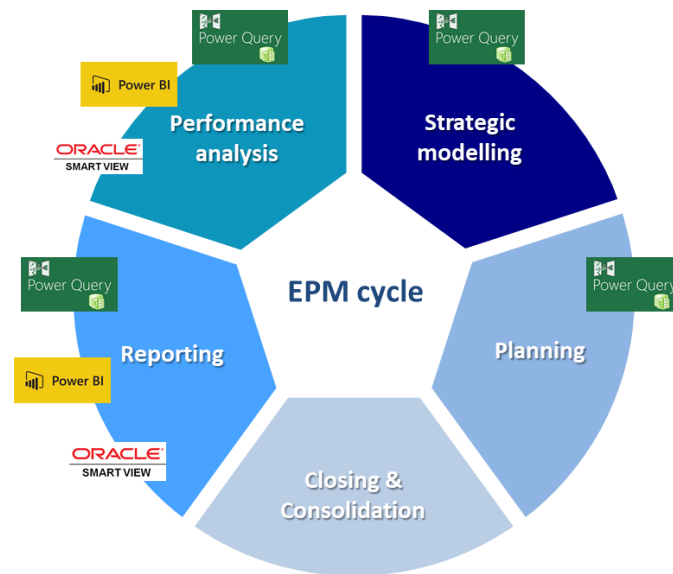 Power Query
Power Query
Power BI
Performance
analysis
Strategic
modelling
ORACLE®
SMART VIEW
EPM cycle
Power Query
Power Query
Reporting
Planning
Power BI
ORACLE®
SMART VIEW
Closing &
Consolidation